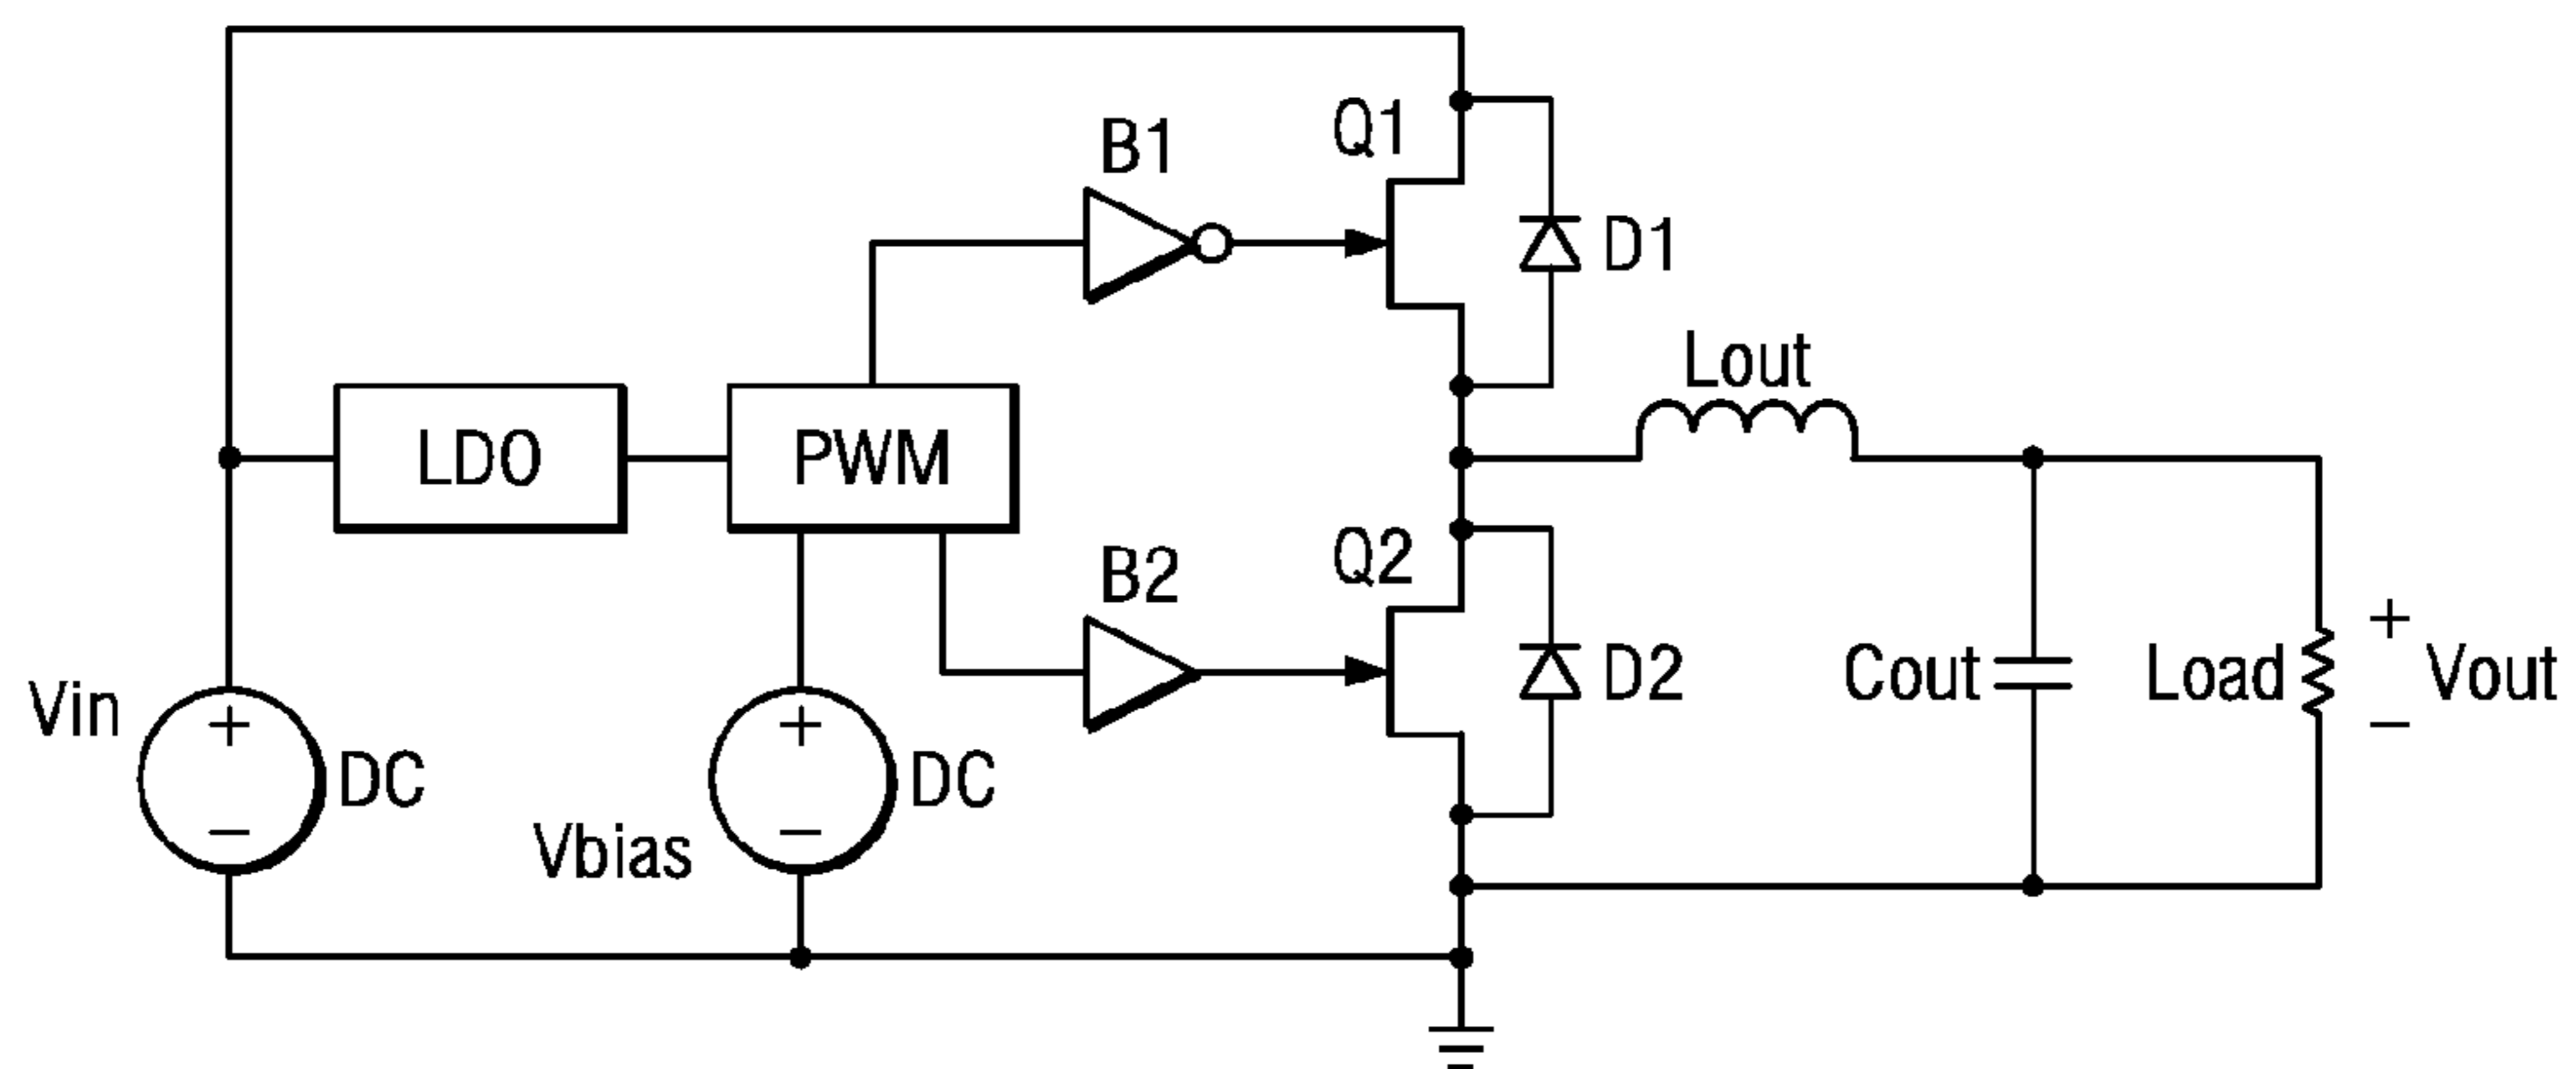 B1
Q1
D1
Lout
LDO
PWM
B2
Q2
D2
Cout
Load
+
Vout
−
Vin
+
DC
−
Vbias
+
DC
−